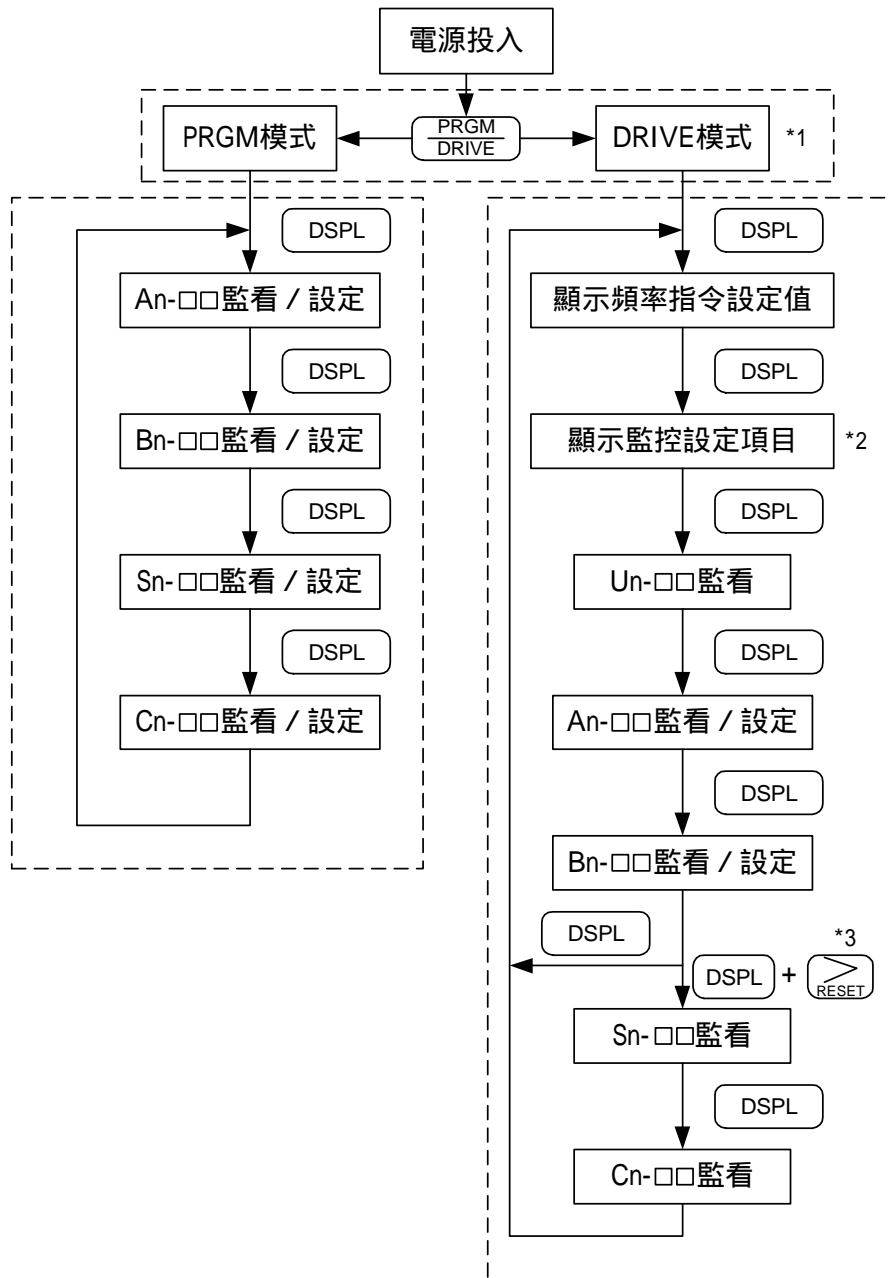 電源投入
PRGM模式
PRGM
DRIVE
DRIVE模式
*1
DSPL
An-□□監看 / 設定
DSPL
Bn-□□監看 / 設定
DSPL
Sn-□□監看 / 設定
DSPL
Cn-□□監看 / 設定
DSPL
顯示頻率指令設定值
DSPL
顯示監控設定項目
*2
DSPL
Un-□□監看
DSPL
An-□□監看 / 設定
DSPL
Bn-□□監看 / 設定
DSPL
*3
DSPL + >
RESET
Sn-□□監看
DSPL
Cn-□□監看